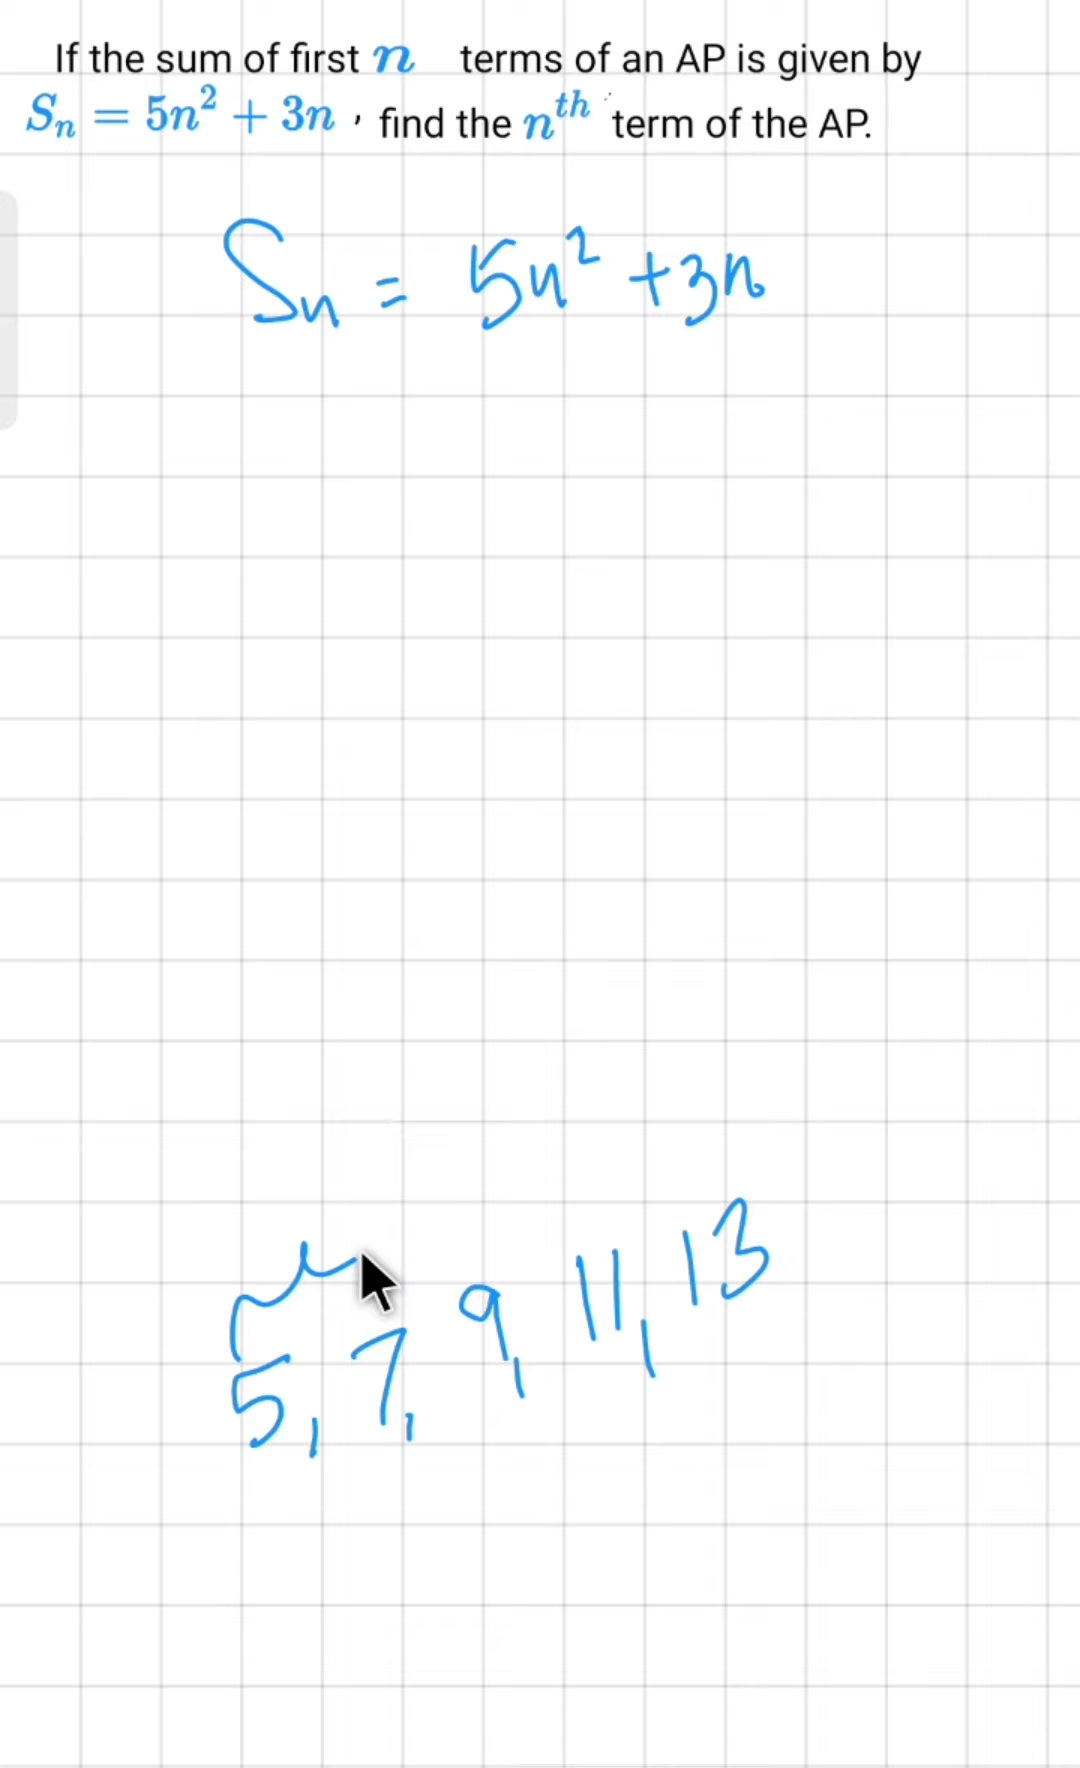 If the sum of first n terms of an AP is given by
Sₙ = 5n² + 3n , find the nᵗʰ term of the AP.
Sn = 5n² + 3n
5, 7, 9, 11, 13